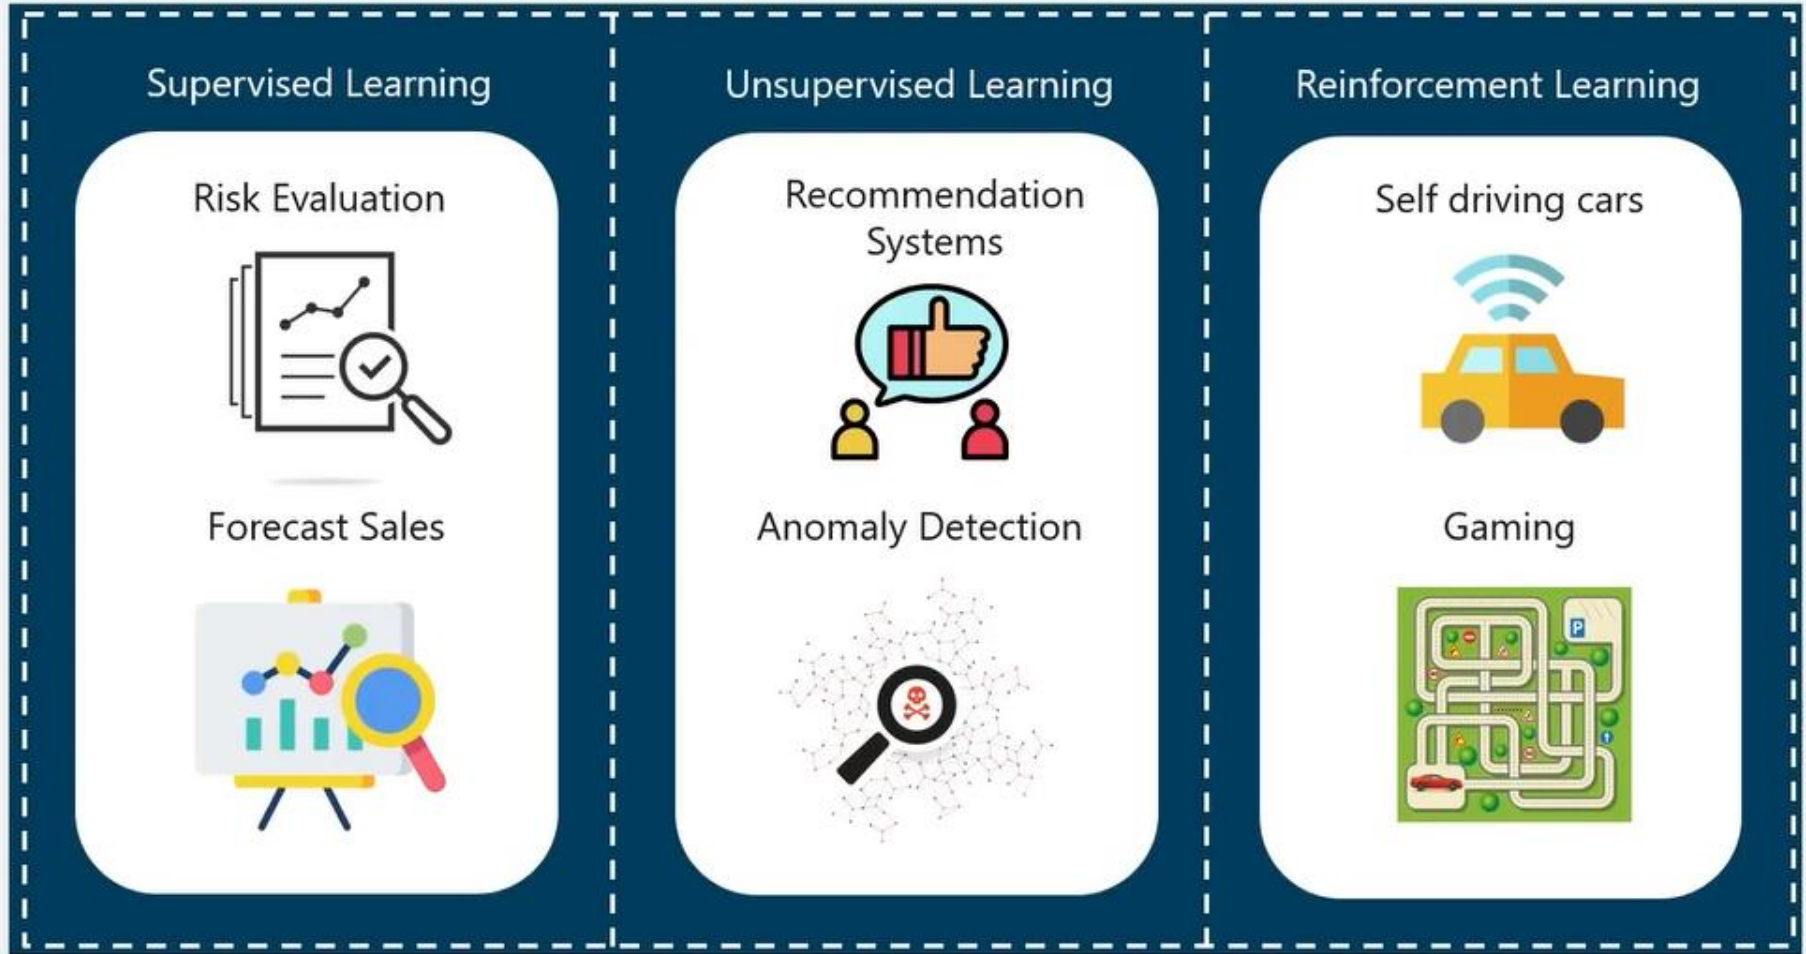 Supervised Learning
Risk Evaluation
Forecast Sales
Unsupervised Learning
Recommendation
Systems
Anomaly Detection
Reinforcement Learning
Self driving cars
Gaming
P